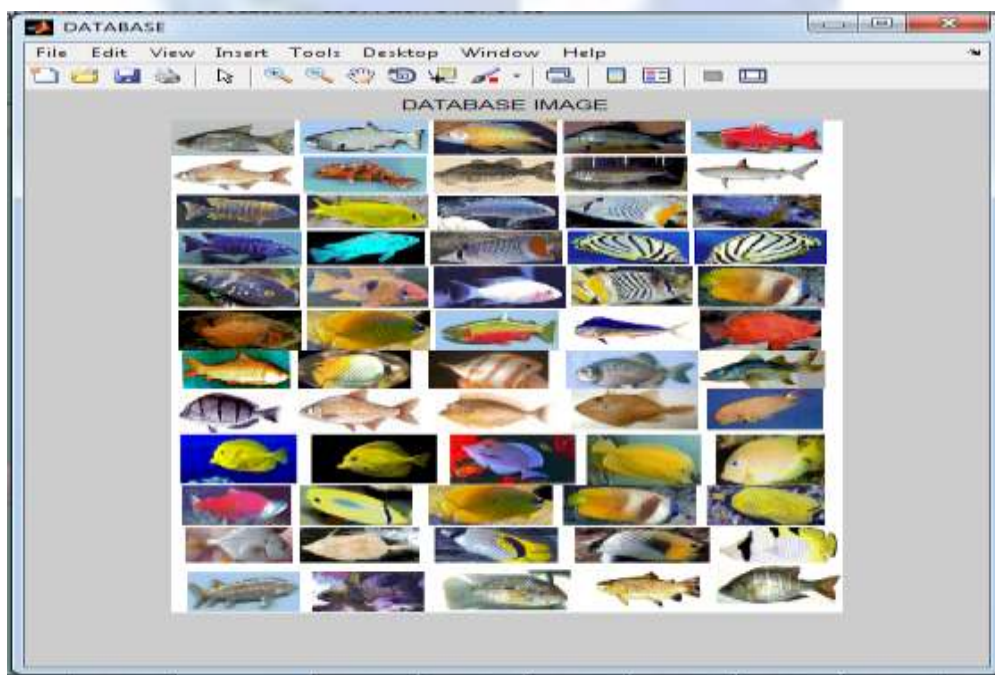 DATABASE
File Edit View Insert Tools Desktop Window Help
DATABASE IMAGE